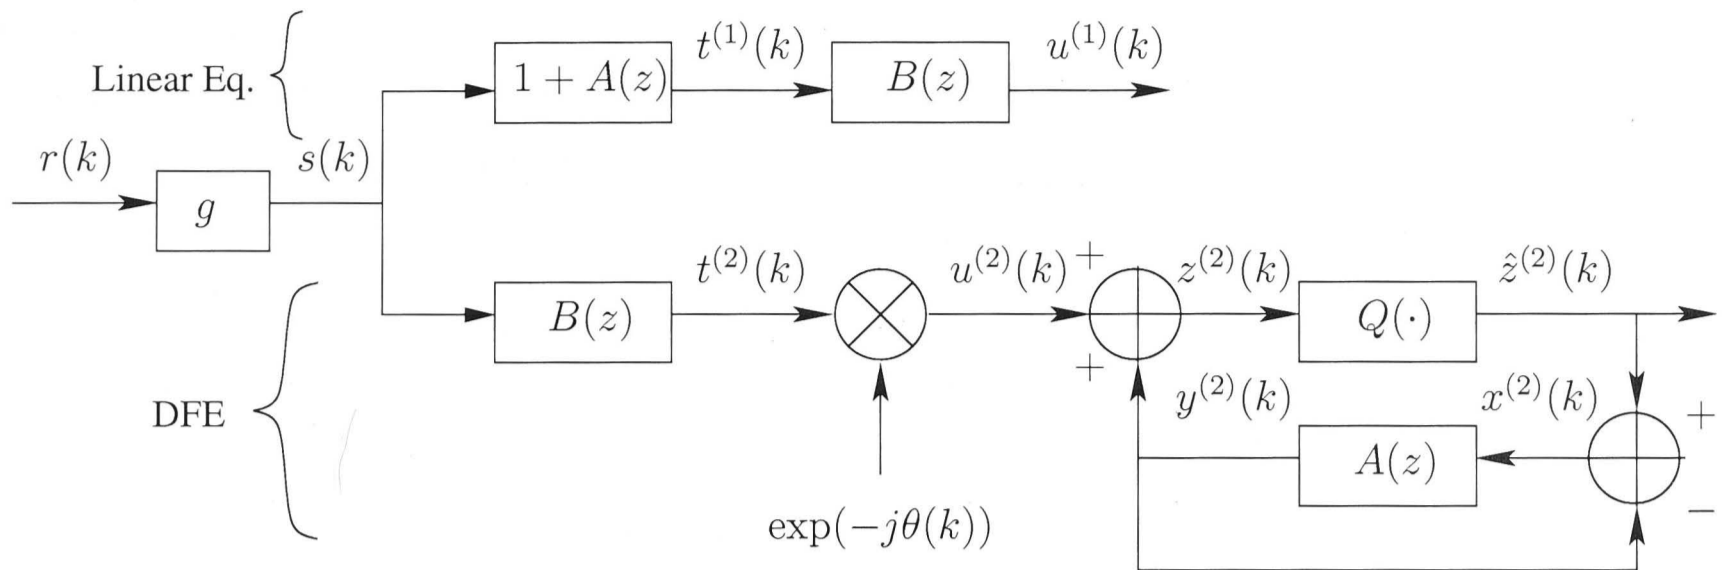 Linear Eq.
1 + A(z)
t^{(1)}(k)
B(z)
u^{(1)}(k)
r(k)
g
s(k)
DFE
B(z)
t^{(2)}(k)
exp(−jθ(k))
u^{(2)}(k)
+
+
z^{(2)}(k)
Q(·)
ẑ^{(2)}(k)
y^{(2)}(k)
A(z)
x^{(2)}(k)
+
−